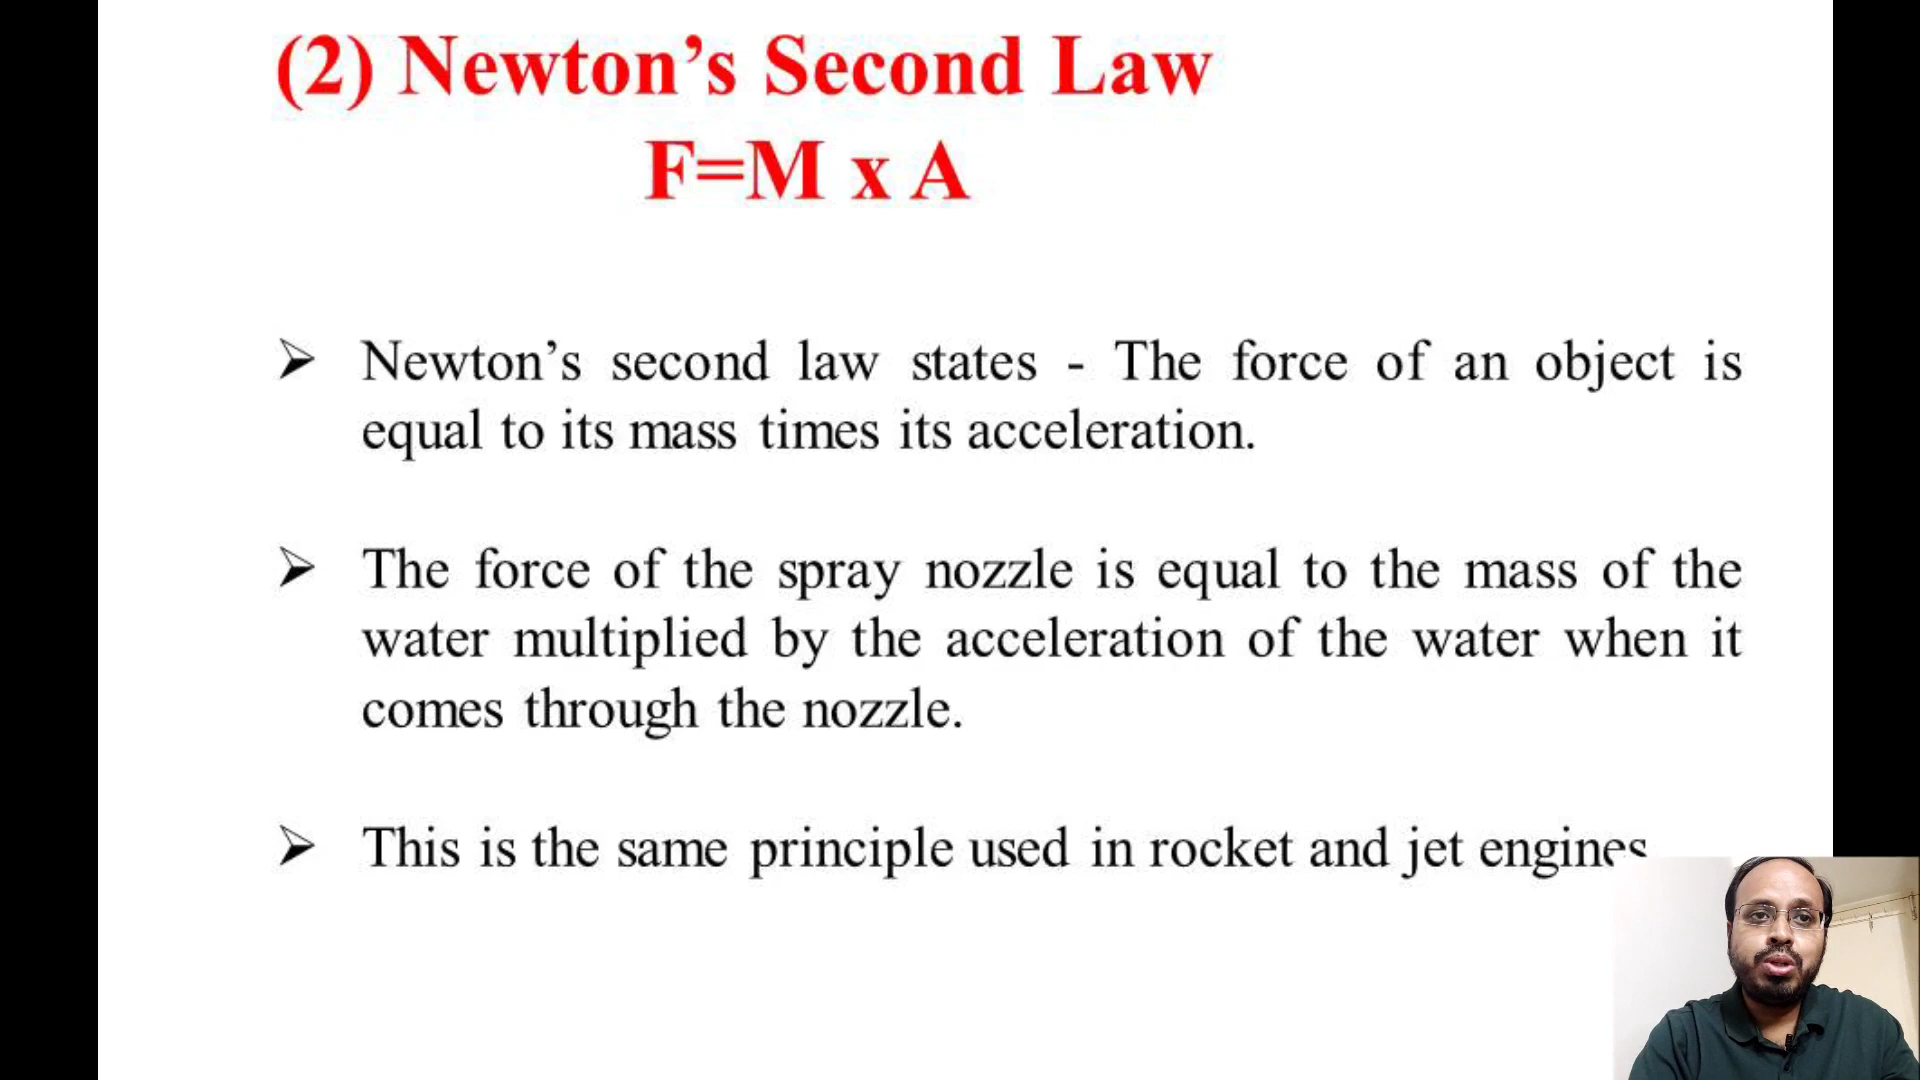 (2) Newton’s Second Law
F=M x A
➢ Newton’s second law states - The force of an object is
equal to its mass times its acceleration.
➢ The force of the spray nozzle is equal to the mass of the
water multiplied by the acceleration of the water when it
comes through the nozzle.
➢ This is the same principle used in rocket and jet engines